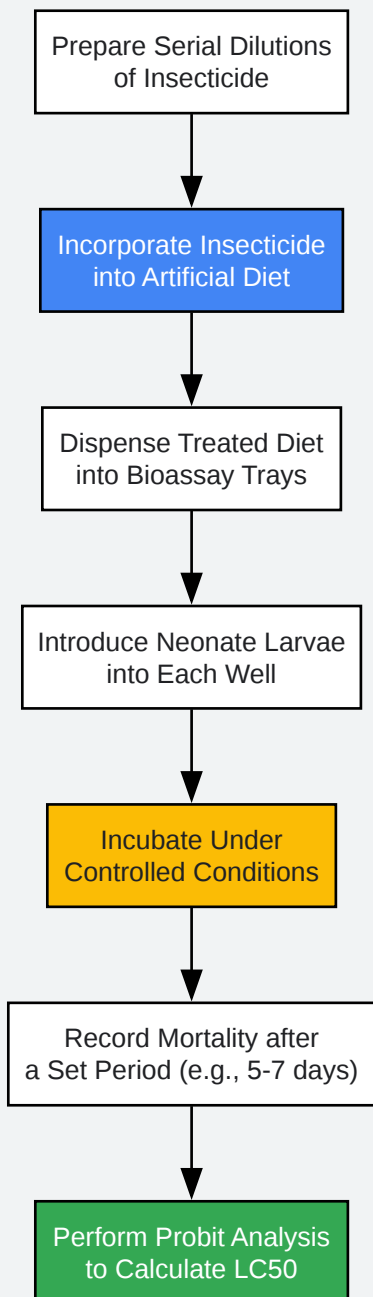 Prepare Serial Dilutions
of Insecticide
Incorporate Insecticide
into Artificial Diet
Dispense Treated Diet
into Bioassay Trays
Introduce Neonate Larvae
into Each Well
Incubate Under
Controlled Conditions
Record Mortality after
a Set Period (e.g., 5-7 days)
Perform Probit Analysis
to Calculate LC50